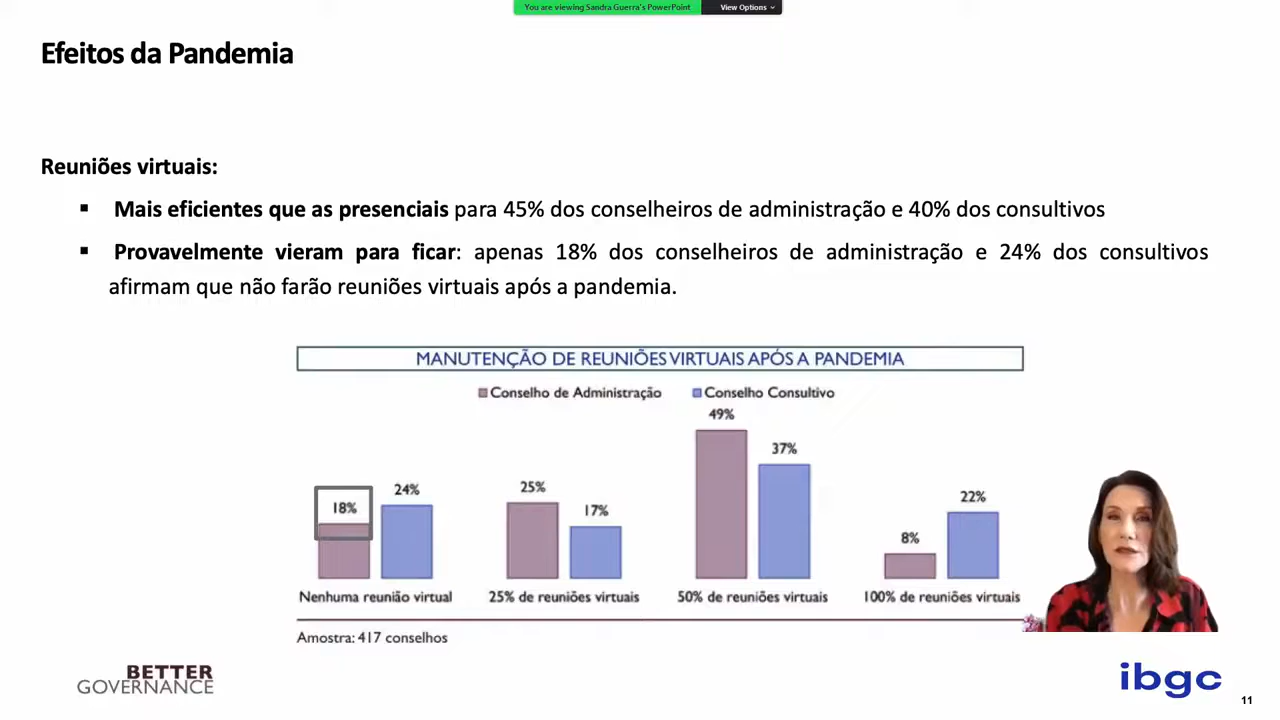 You are viewing Sandra Guerra's PowerPoint View Options
Efeitos da Pandemia
Reuniões virtuais:
▪ Mais eficientes que as presenciais para 45% dos conselheiros de administração e 40% dos consultivos
▪ Provavelmente vieram para ficar: apenas 18% dos conselheiros de administração e 24% dos consultivos
afirmam que não farão reuniões virtuais após a pandemia.
MANUTENÇÃO DE REUNIÕES VIRTUAIS APÓS A PANDEMIA
Conselho de Administração Conselho Consultivo
49%
37%
18% 24% 25% 17% 8% 22%
Nenhuma reunião virtual 25% de reuniões virtuais 50% de reuniões virtuais 100% de reuniões virtuais
Amostra: 417 conselhos
BETTER
GOVERNANCE
ibgc
11